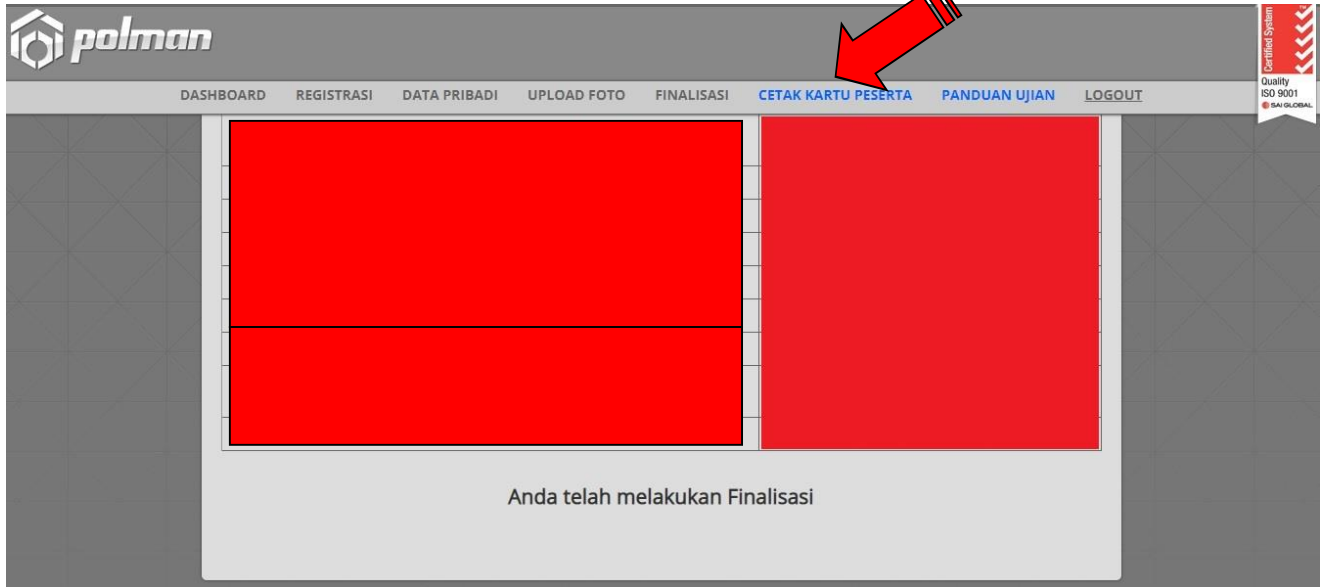 polman
Certified System
Quality
ISO 9001
SAI GLOBAL
DASHBOARD REGISTRASI DATA PRIBADI UPLOAD FOTO FINALISASI CETAK KARTU PESERTA PANDUAN UJIAN LOGOUT
Anda telah melakukan Finalisasi